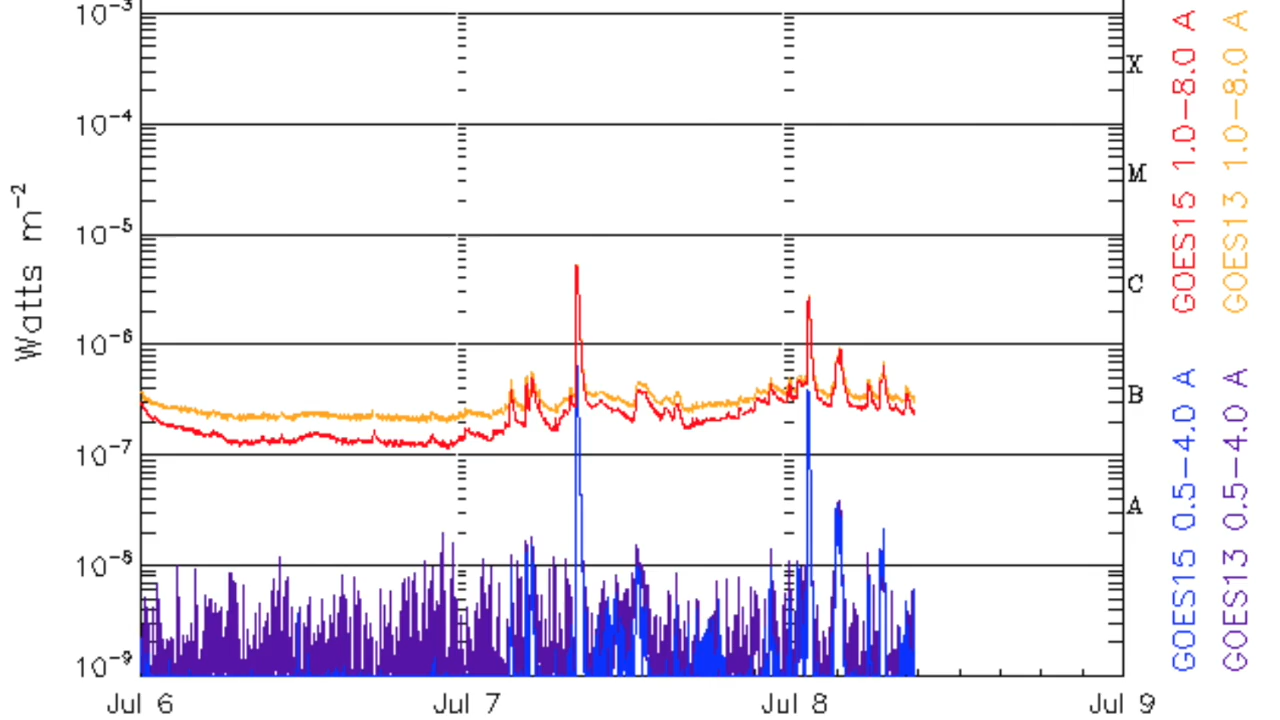 10⁻³
10⁻⁴
10⁻⁵
10⁻⁶
10⁻⁷
10⁻⁸
10⁻⁹
Watts m⁻²
X
M
C
B
A
Jul 6
Jul 7
Jul 8
Jul 9
GOES15 1.0–8.0 A
GOES13 1.0–8.0 A
GOES15 0.5–4.0 A
GOES13 0.5–4.0 A